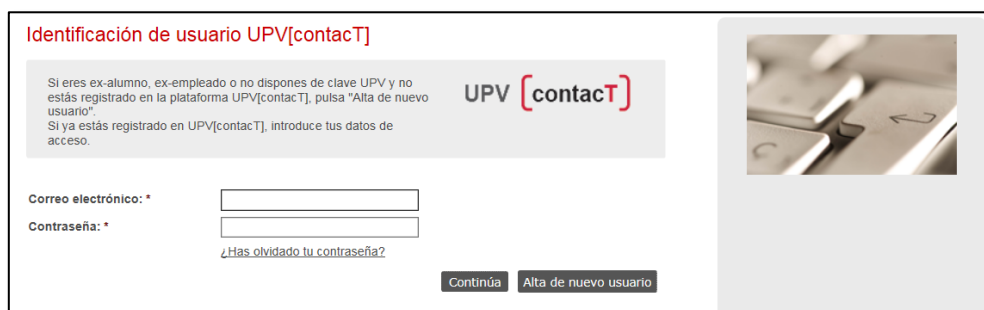 Identificación de usuario UPV[contacT]
Si eres ex-alumno, ex-empleado o no dispones de clave UPV y no
estás registrado en la plataforma UPV[contacT], pulsa "Alta de nuevo
usuario".
Si ya estás registrado en UPV[contacT], introduce tus datos de
acceso.
UPV [contacT]
Correo electrónico: *
Contraseña: *
¿Has olvidado tu contraseña?
Continúa Alta de nuevo usuario